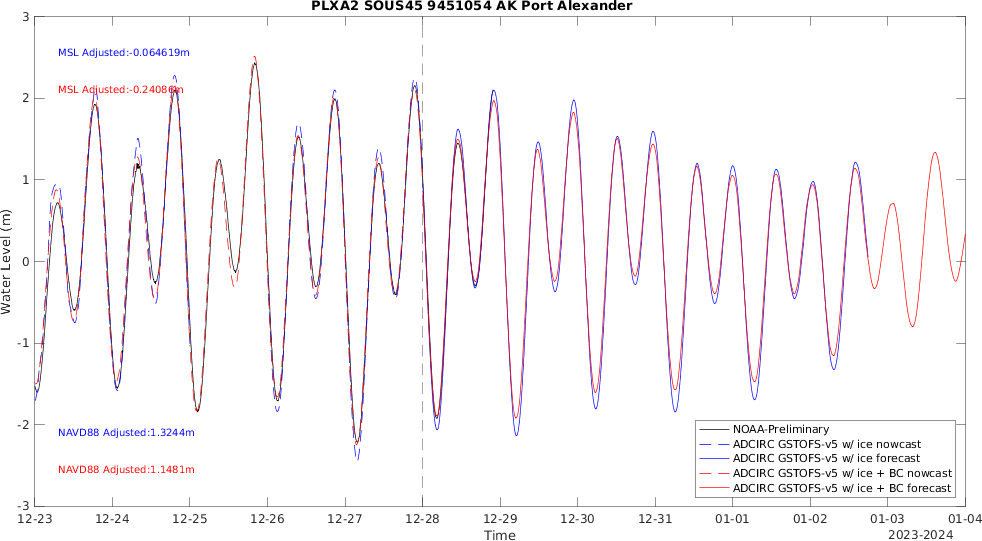 PLXA2 SOUS45 9451054 AK Port Alexander
3
2
1
0
-1
-2
-3
Water Level (m)
MSL Adjusted:-0.064619m
MSL Adjusted:-0.24086m
NAVD88 Adjusted:1.3244m
NAVD88 Adjusted:1.1481m
NOAA-Preliminary
ADCIRC GSTOFS-v5 w/ ice nowcast
ADCIRC GSTOFS-v5 w/ ice forecast
ADCIRC GSTOFS-v5 w/ ice + BC nowcast
ADCIRC GSTOFS-v5 w/ ice + BC forecast
12-23 12-24 12-25 12-26 12-27 12-28 12-29 12-30 12-31 01-01 01-02 01-03 01-04
Time
2023-2024